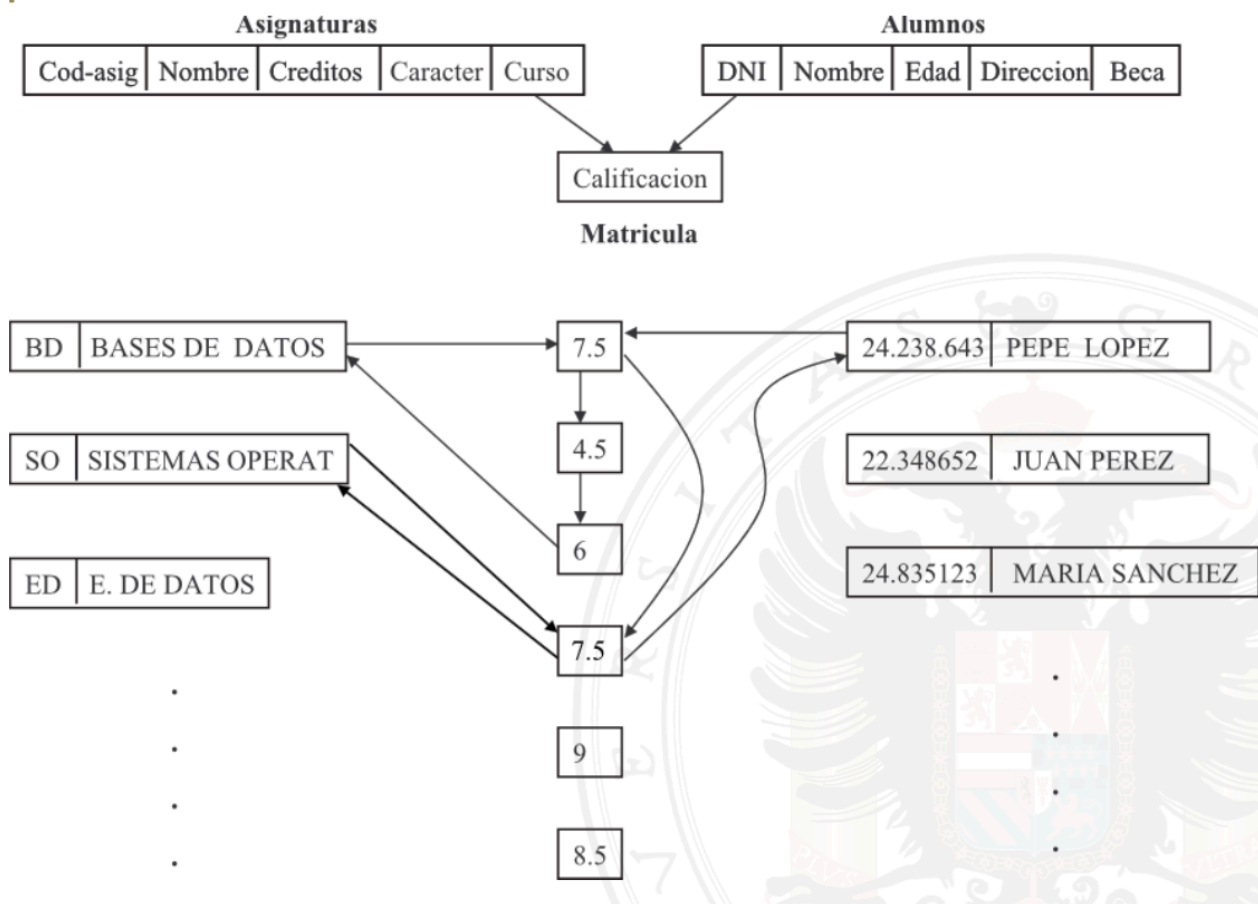 Asignaturas
Alumnos
Cod-asig Nombre Creditos Caracter Curso
DNI Nombre Edad Direccion Beca
Calificacion
Matricula
BD BASES DE DATOS
7.5
24.238.643 PEPE LOPEZ
SO SISTEMAS OPERAT
4.5
22.348652 JUAN PEREZ
6
ED E. DE DATOS
24.835123 MARIA SANCHEZ
7.5
9
8.5